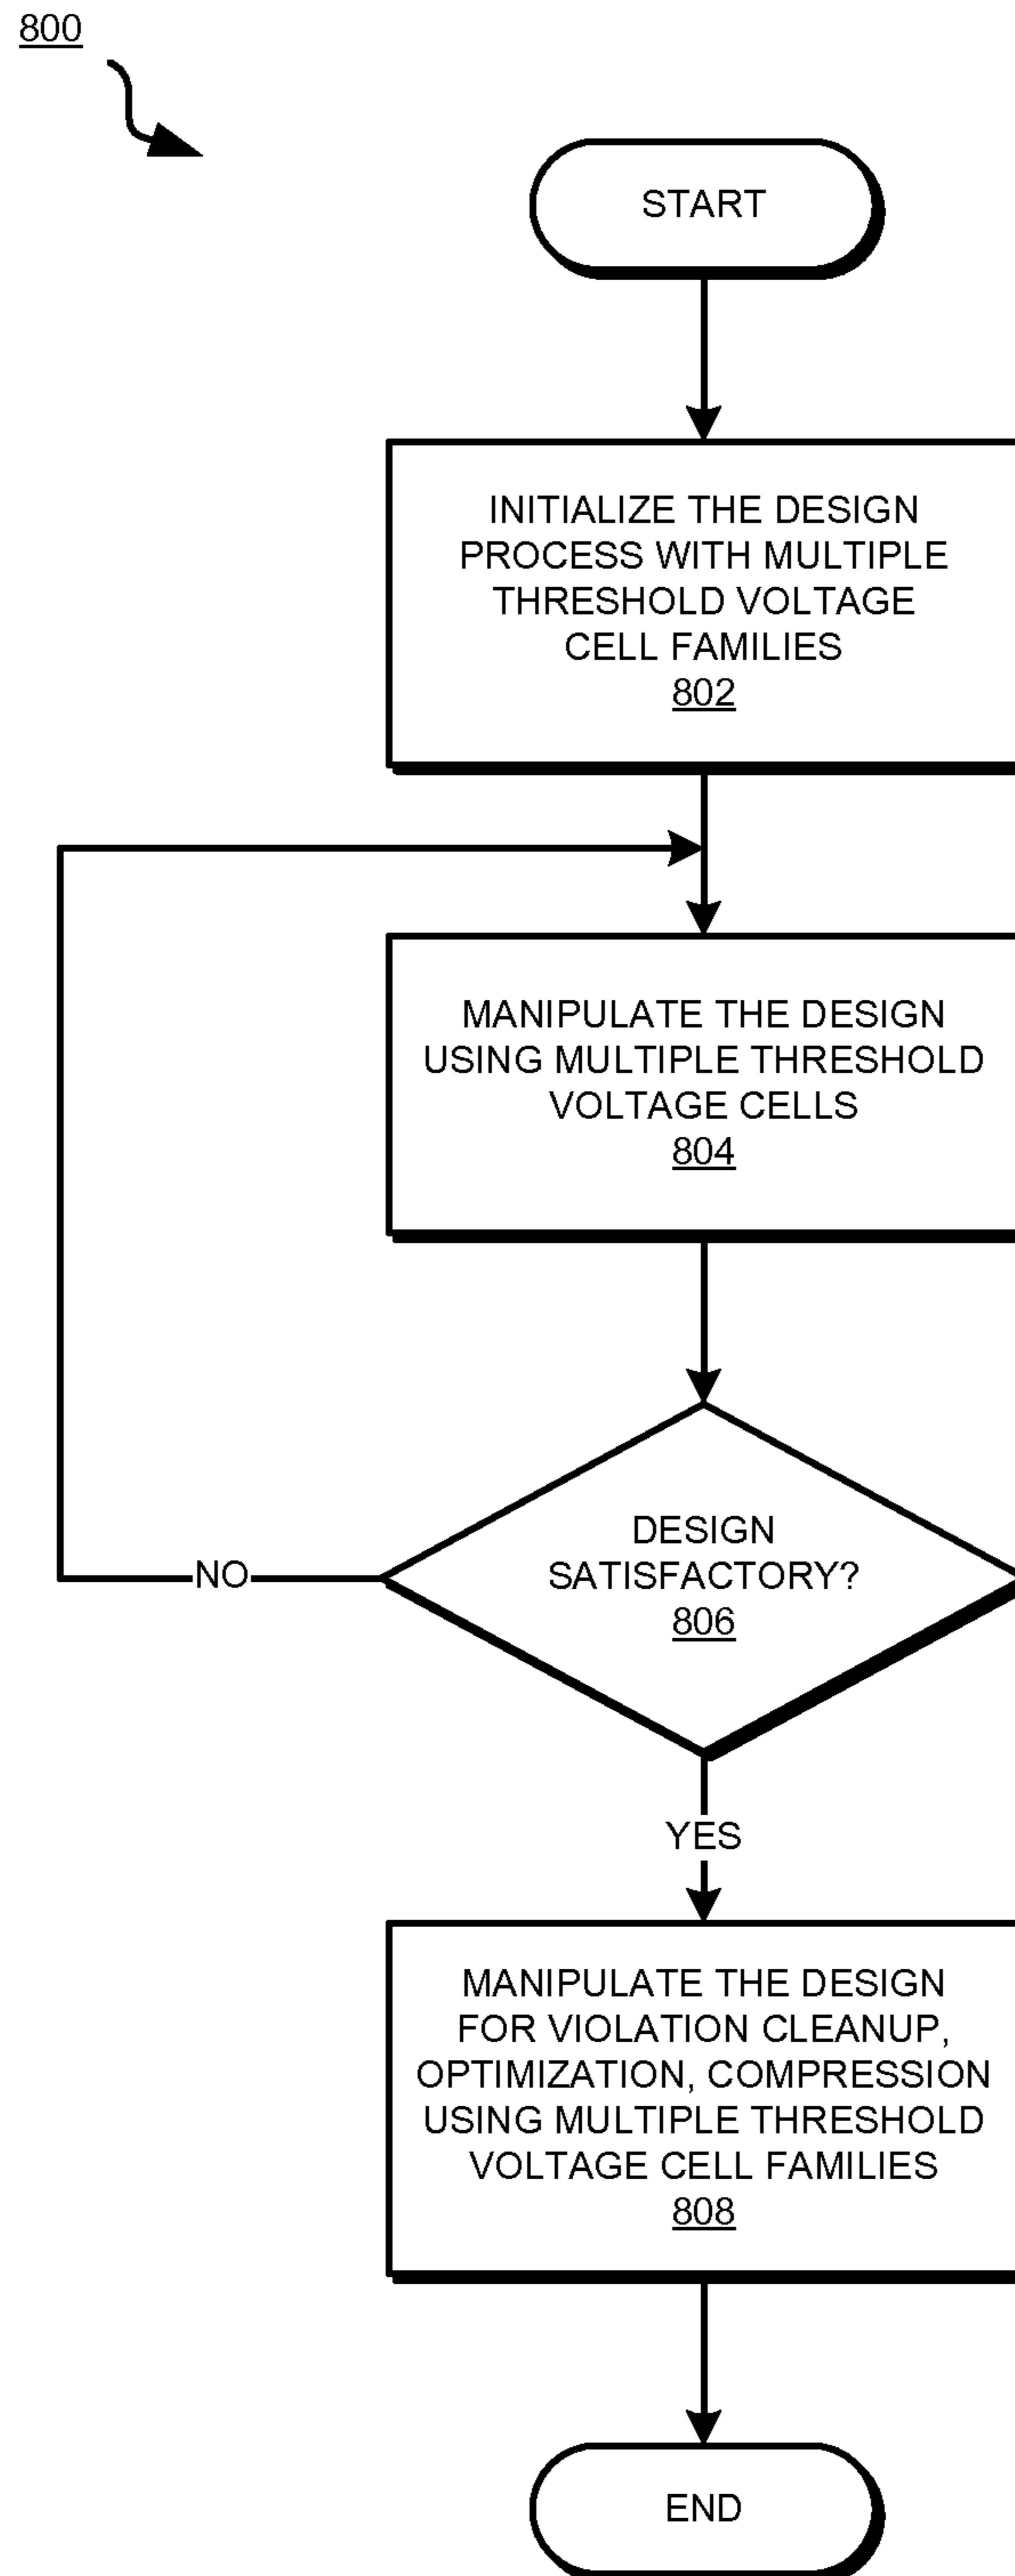 800
START
INITIALIZE THE DESIGN
PROCESS WITH MULTIPLE
THRESHOLD VOLTAGE
CELL FAMILIES
802
MANIPULATE THE DESIGN
USING MULTIPLE THRESHOLD
VOLTAGE CELLS
804
DESIGN
SATISFACTORY?
806
NO
YES
MANIPULATE THE DESIGN
FOR VIOLATION CLEANUP,
OPTIMIZATION, COMPRESSION
USING MULTIPLE THRESHOLD
VOLTAGE CELL FAMILIES
808
END